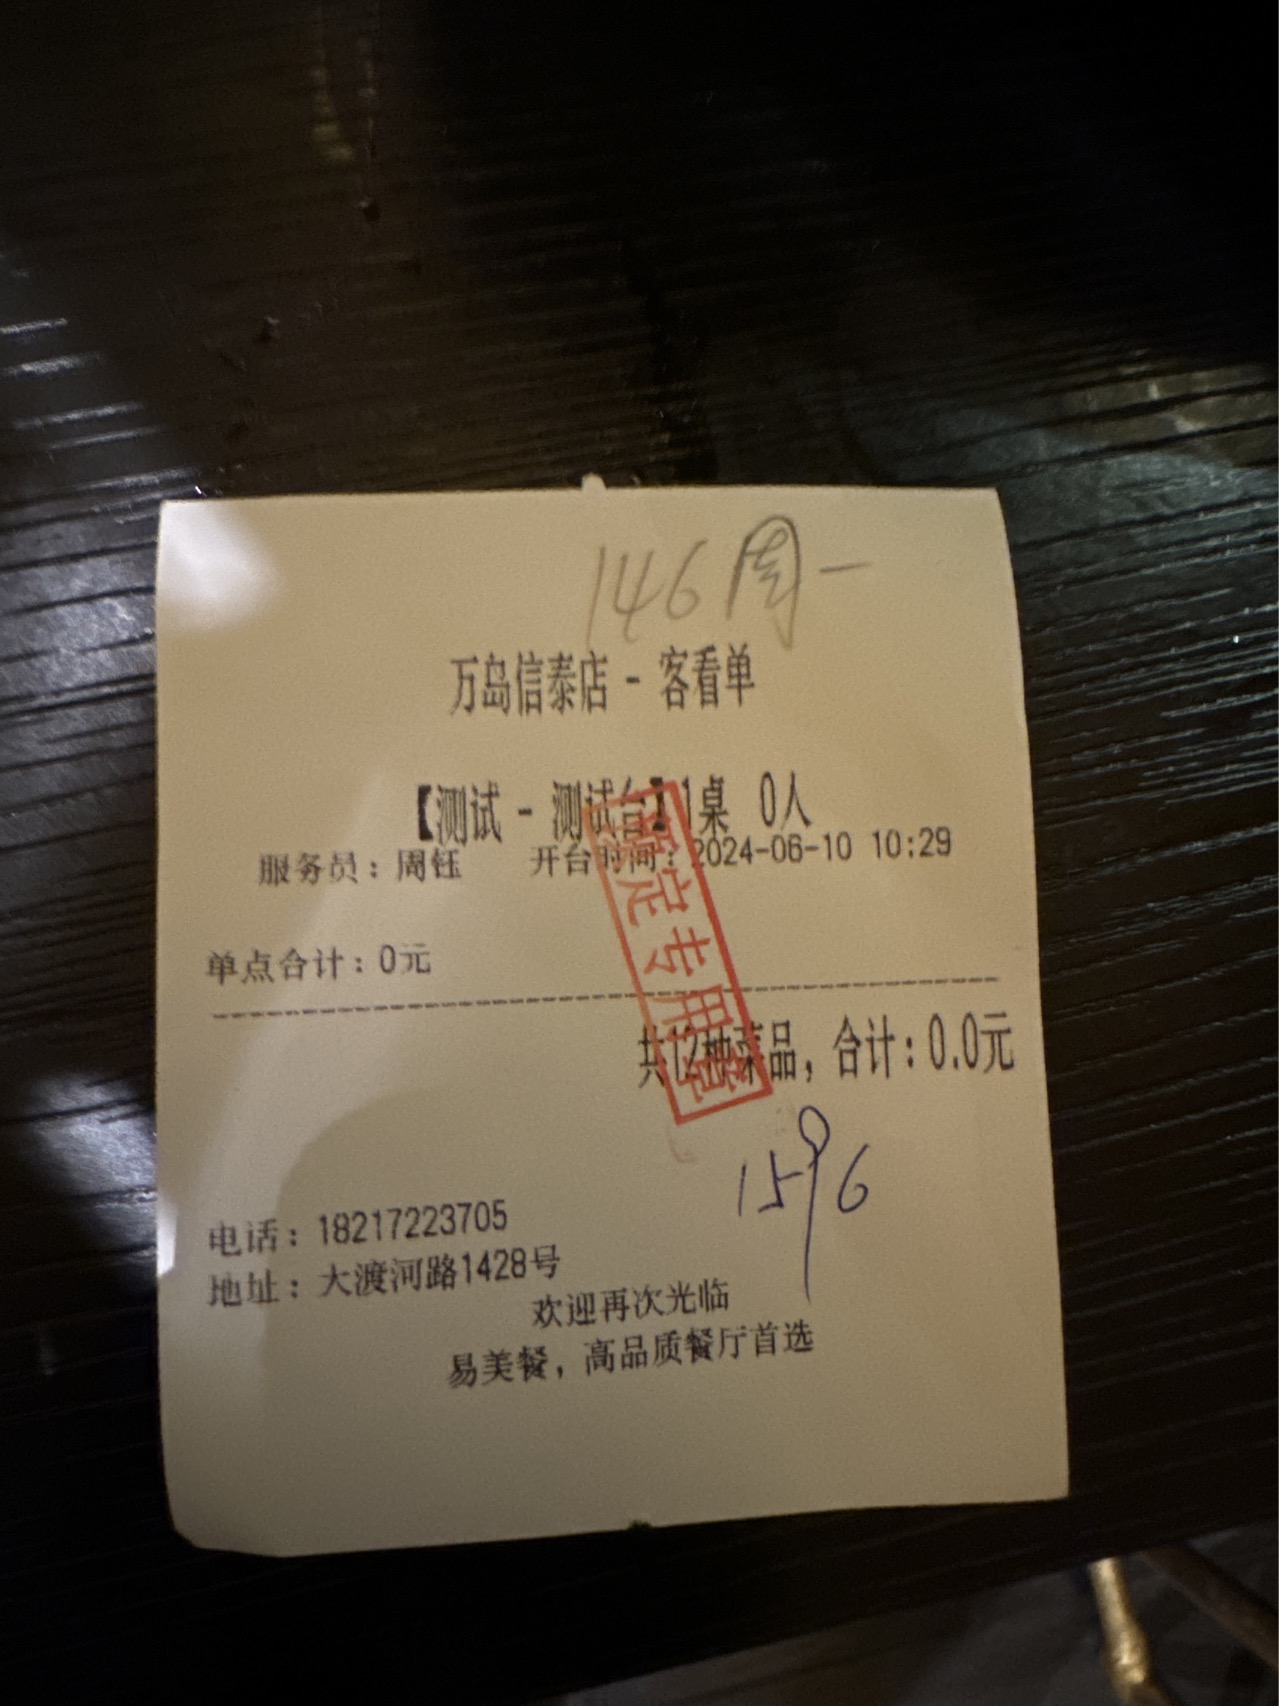 146周一
万岛信泰店 - 客看单
【测试 - 测试台】1桌 0人
服务员：周钰 开台时间：2024-06-10 10:29
单点合计：0元
定专用章
共12种菜品，合计：0.0元
1596
电话：18217223705
地址：大渡河路1428号
欢迎再次光临
易美餐，高品质餐厅首选